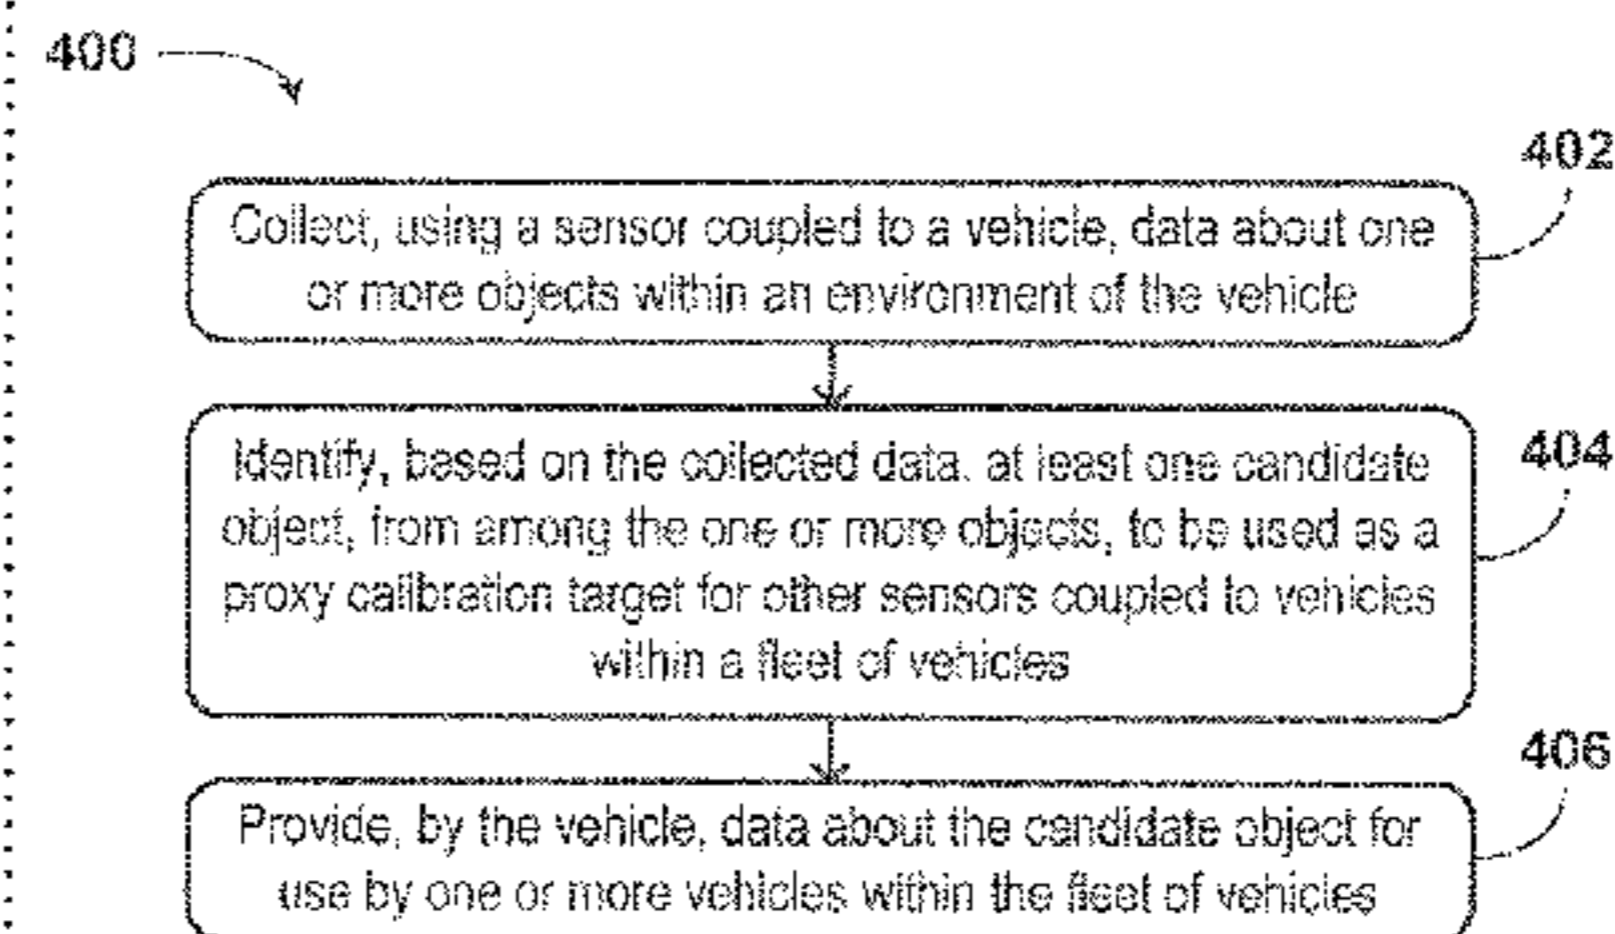 400
402
Collect, using a sensor coupled to a vehicle, data about one
or more objects within an environment of the vehicle
404
Identify, based on the collected data, at least one candidate
object, from among the one or more objects, to be used as a
proxy calibration target for other sensors coupled to vehicles
within a fleet of vehicles
406
Provide, by the vehicle, data about the candidate object for
use by one or more vehicles within the fleet of vehicles